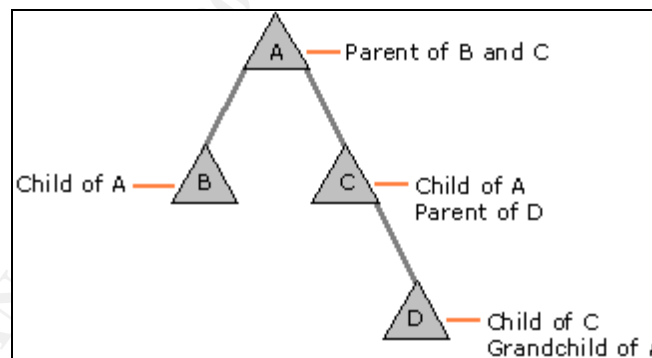 A
Parent of B and C
Child of A
B
C
Child of A
Parent of D
D
Child of C
Grandchild of A